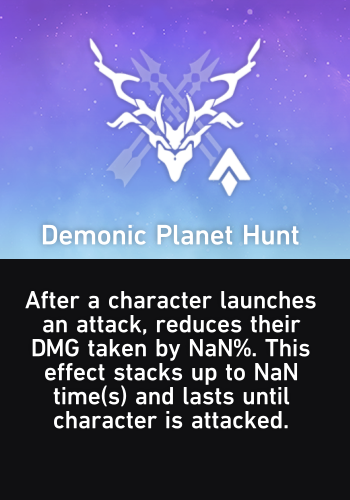 Demonic Planet Hunt
After a character launches
an attack, reduces their
DMG taken by NaN%. This
effect stacks up to NaN
time(s) and lasts until
character is attacked.